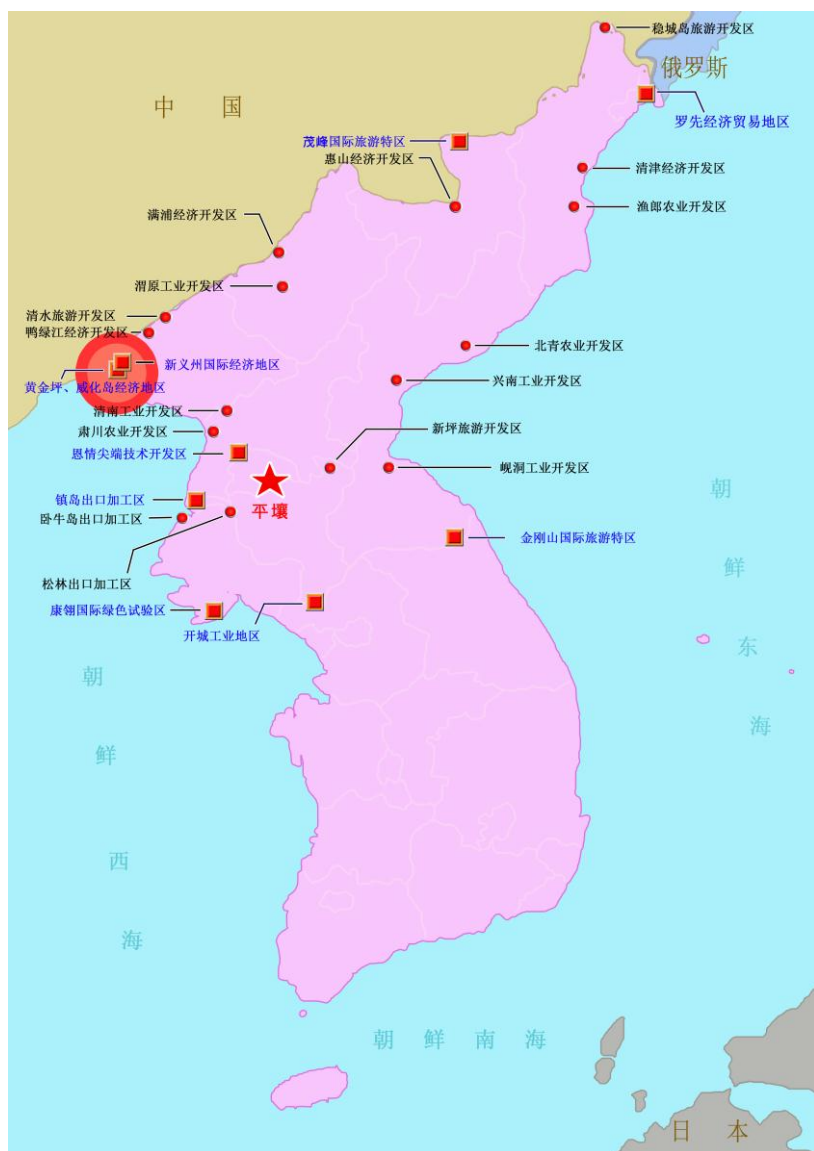 稳城岛旅游开发区
俄罗斯
中 国
罗先经济贸易地区
茂峰国际旅游特区
惠山经济开发区
清津经济开发区
渔郎农业开发区
满浦经济开发区
渭原工业开发区
清水旅游开发区
鸭绿江经济开发区
北青农业开发区
新义州国际经济地区
兴南工业开发区
黄金坪、威化岛经济地区
清南工业开发区
肃川农业开发区
新坪旅游开发区
恩情尖端技术开发区
岘洞工业开发区
镇岛出口加工区
平壤
卧牛岛出口加工区
金刚山国际旅游特区
松林出口加工区
康翎国际绿色试验区
开城工业地区
朝鲜东海
朝鲜西海
朝鲜南海
日 本